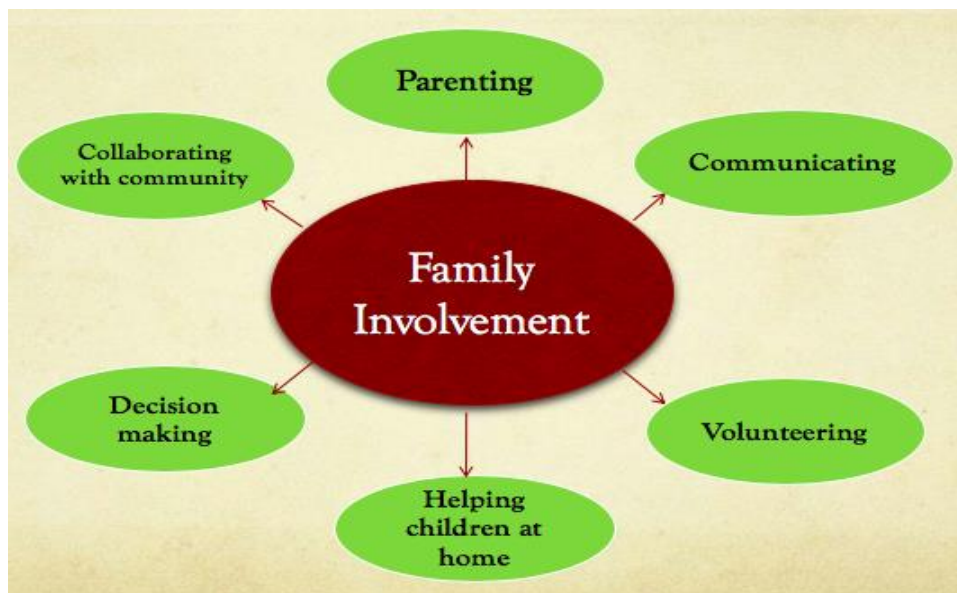 Parenting
Collaborating
with community
Communicating
Family
Involvement
Decision
making
Volunteering
Helping
children at
home